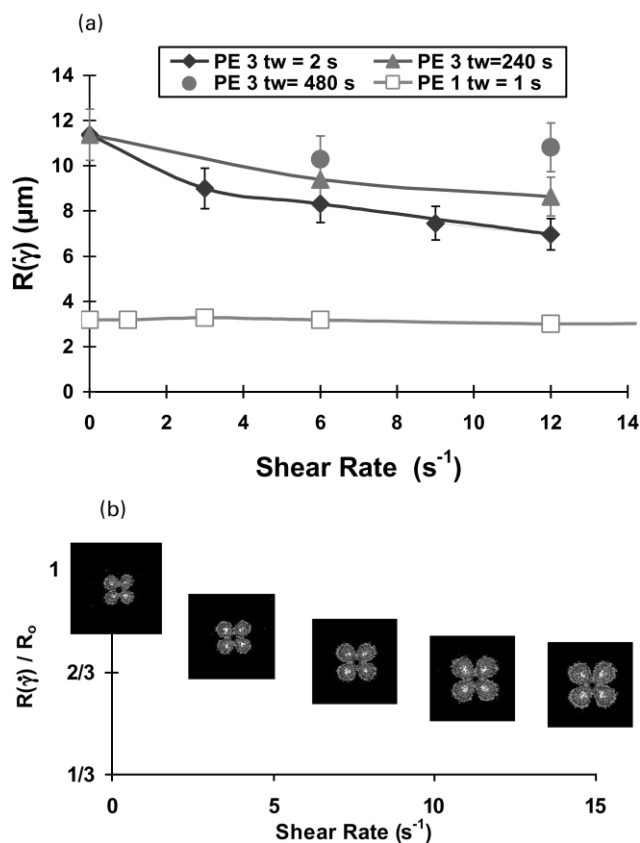 (a)
PE 3 tw = 2 s PE 3 tw=240 s
PE 3 tw= 480 s PE 1 tw = 1 s
14
12
10
8
6
4
2
0
R(γ̇) (μm)
0 2 4 6 8 10 12 14
Shear Rate (s⁻¹)
(b)
1
2/3
1/3
R(γ̇) / Rₒ
0 5 10 15
Shear Rate (s⁻¹)